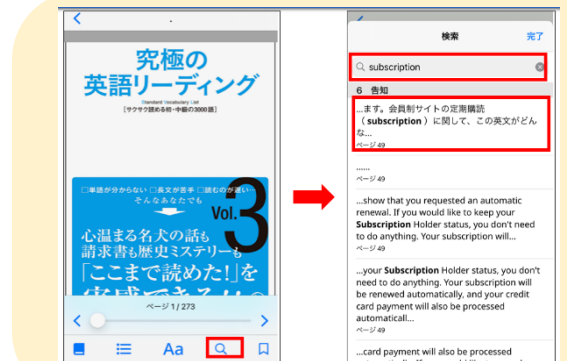 究極の
英語リーディング
Standard Vocabulary List
[サクサク読める初・中級の3000語]
□単語が分からない □長文が苦手 □読むのが遅い…
そんなあなたでも
Vol.
3
心温まる名犬の話も
請求書も歴史ミステリーも
「ここまで読めた!」を
ページ 1 / 273
Aa
検索
完了
subscription
6 告知
...ます。会員制サイトの定期購読
( subscription ) に関して、この英文がどん
な...
ページ 49
......
ページ 49
...show that you requested an automatic
renewal. If you would like to keep your
Subscription Holder status, you don't need
to do anything. Your subscription will...
ページ 49
...your Subscription Holder status, you don't
need to do anything. Your subscription will
be renewed automatically, and your credit
card payment will also be processed
automaticall...
ページ 49
...card payment will also be processed